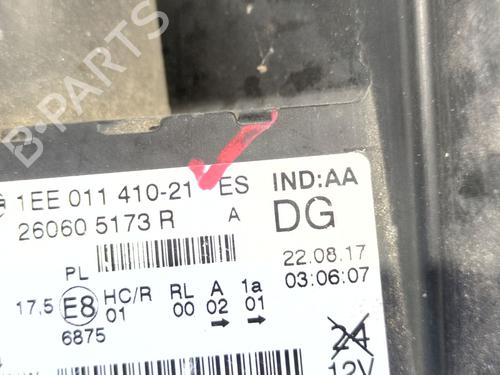 1EE 011 410-21 ES IND:AA
26060 5173 R A DG
22.08.17
03:06:07
PL
17,5 E8 HC/R RL A 1a
01 00 02 01
6875
24
12V
B-PARTS